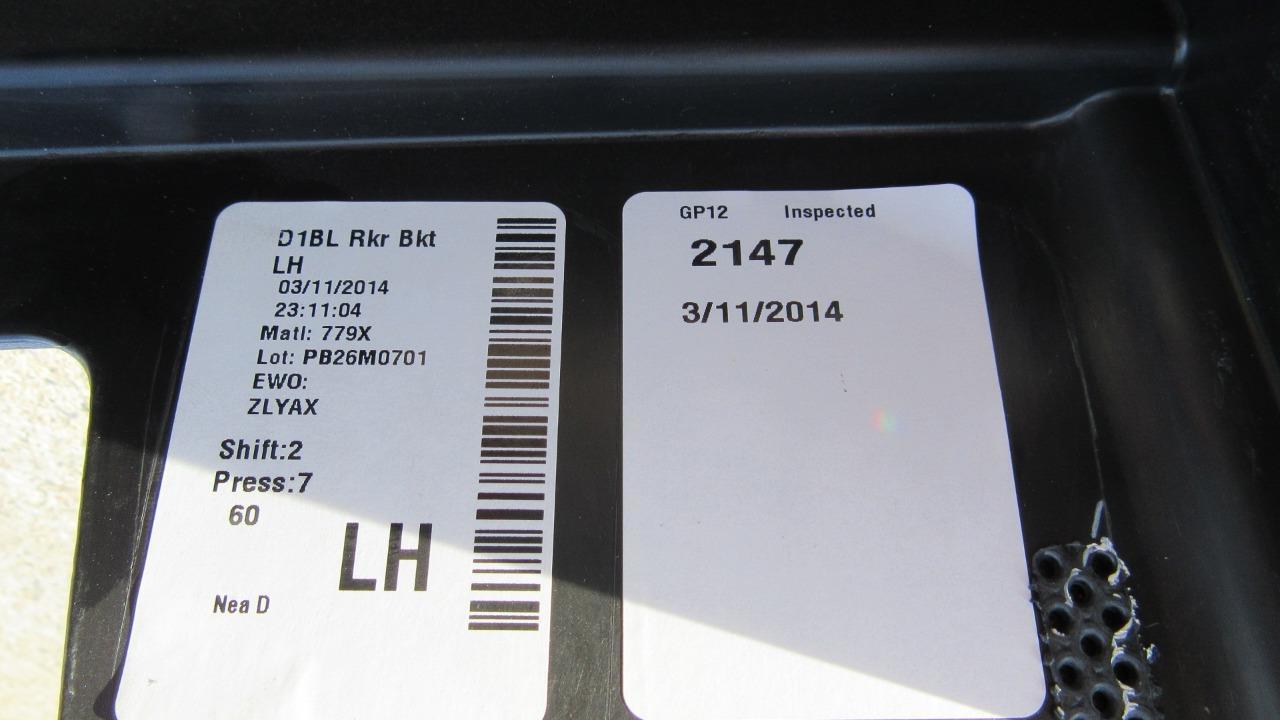 D1BL Rkr Bkt
LH
03/11/2014
23:11:04
Matl: 779X
Lot: PB26M0701
EWO:
ZLYAX
Shift:2
Press:7
60
LH
Nea D
GP12 Inspected
2147
3/11/2014